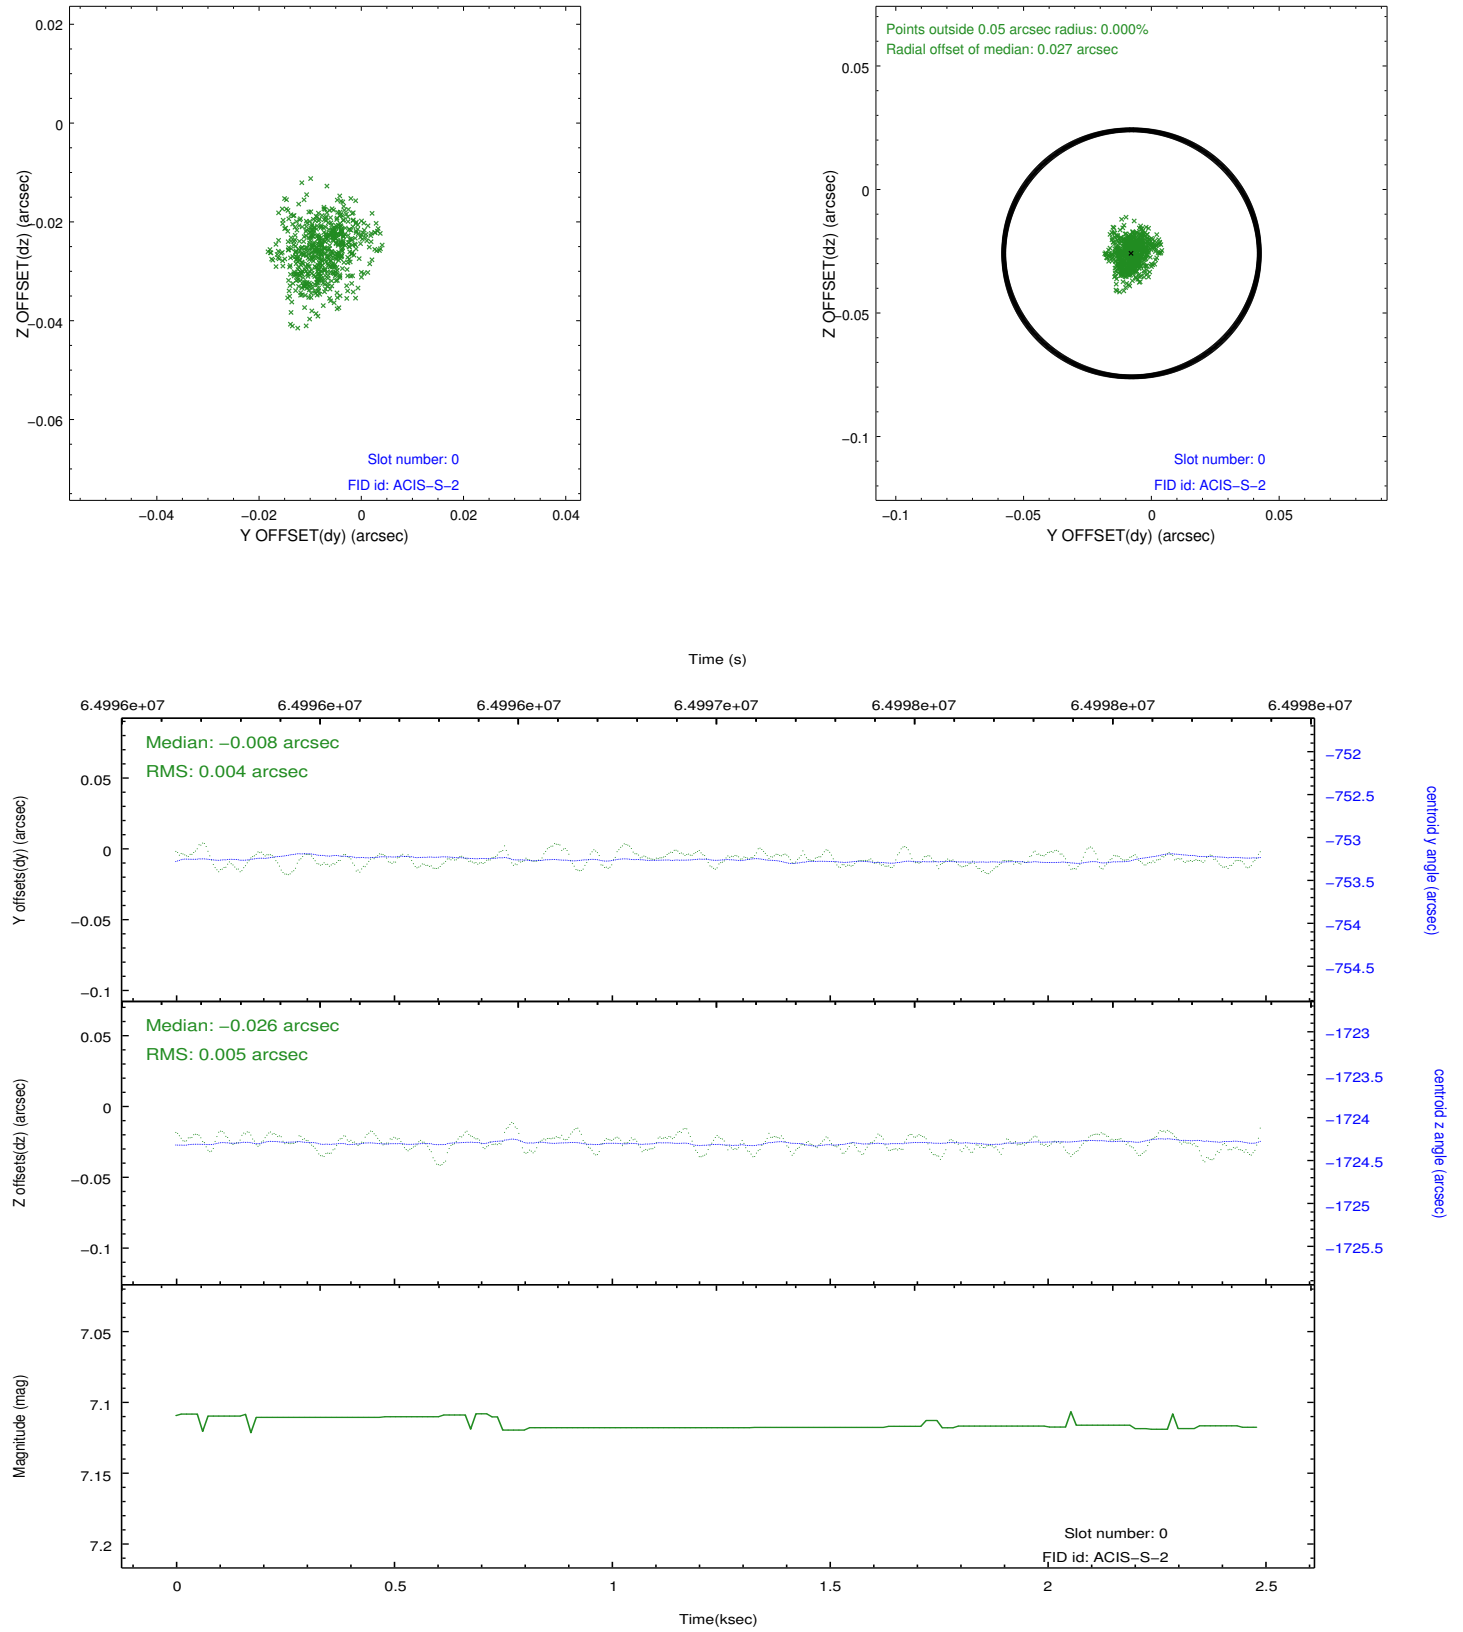 0.02
0
−0.02
−0.04
−0.06
Z OFFSET(dz) (arcsec)
Slot number: 0
FID id: ACIS−S−2
−0.04
−0.02
0
0.02
0.04
Y OFFSET(dy) (arcsec)
Points outside 0.05 arcsec radius: 0.000%
Radial offset of median: 0.027 arcsec
0.05
0
−0.05
−0.1
Z OFFSET(dz) (arcsec)
Slot number: 0
FID id: ACIS−S−2
−0.1
−0.05
0
0.05
Y OFFSET(dy) (arcsec)
Time (s)
6.4996e+07
6.4996e+07
6.4996e+07
6.4997e+07
6.4998e+07
6.4998e+07
6.4998e+07
Median: −0.008 arcsec
RMS: 0.004 arcsec
0.05
0
−0.05
−0.1
Y offsets(dy) (arcsec)
−752
−752.5
−753
−753.5
−754
−754.5
centroid y angle (arcsec)
Median: −0.026 arcsec
RMS: 0.005 arcsec
0.05
0
−0.05
−0.1
Z offsets(dz) (arcsec)
−1723
−1723.5
−1724
−1724.5
−1725
−1725.5
centroid z angle (arcsec)
7.05
7.1
7.15
7.2
Magnitude (mag)
Slot number: 0
FID id: ACIS−S−2
0
0.5
1
1.5
2
2.5
Time(ksec)